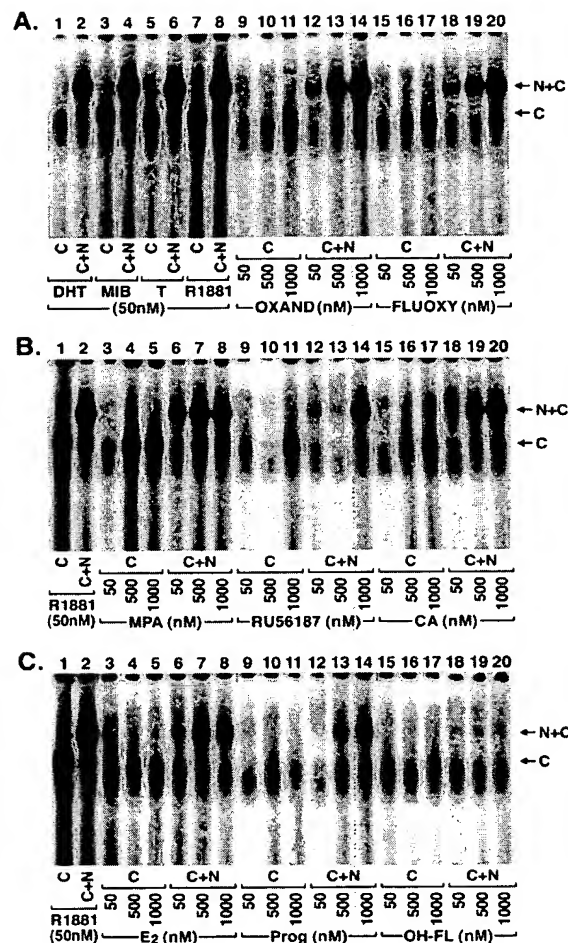 A. 1 2 3 4 5 6 7 8 9 10 11 12 13 14 15 16 17 18 19 20
←N+C
←C
C C+N C C+N C C+N C C+N C C+N C C+N
50 500 1000 50 500 1000 50 500 1000 50 500 1000
DHT MIB T R1881
(50nM) OXAND (nM) FLUOXY (nM)
B. 1 2 3 4 5 6 7 8 9 10 11 12 13 14 15 16 17 18 19 20
←N+C
←C
C C+N C C+N C C+N C C+N
50 500 1000 50 500 1000 50 500 1000 50 500 1000 50 500 1000 50 500 1000
R1881
(50nM) MPA (nM) RU56187 (nM) CA (nM)
C. 1 2 3 4 5 6 7 8 9 10 11 12 13 14 15 16 17 18 19 20
←N+C
←C
C C+N C C+N C C+N C C+N
50 500 1000 50 500 1000 50 500 1000 50 500 1000 50 500 1000 50 500 1000
R1881
(50nM) E2 (nM) Prog (nM) OH-FL (nM)